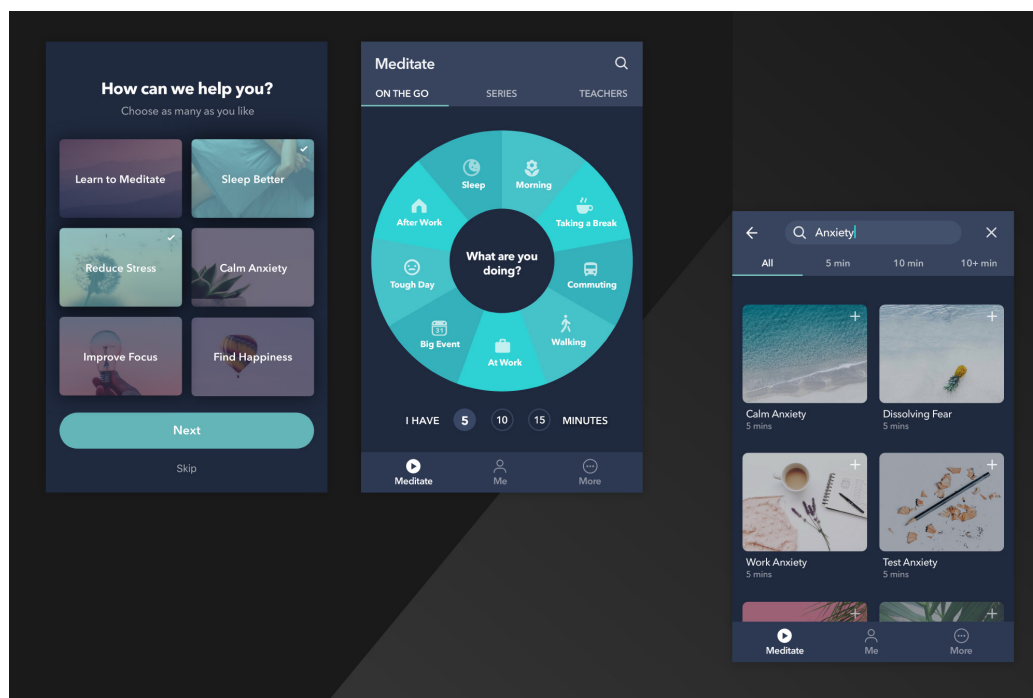 How can we help you?
Choose as many as you like
Learn to Meditate
Sleep Better
Reduce Stress
Calm Anxiety
Improve Focus
Find Happiness
Next
Skip
Meditate
ON THE GO
SERIES
TEACHERS
Sleep
Morning
After Work
Taking a Break
What are you
doing?
Tough Day
Commuting
31
Big Event
Walking
At Work
I HAVE 5 10 15 MINUTES
Meditate
Me
More
Anxiety
All
5 min
10 min
10+ min
Calm Anxiety
5 mins
Dissolving Fear
5 mins
Work Anxiety
5 mins
Test Anxiety
5 mins
Meditate
Me
More